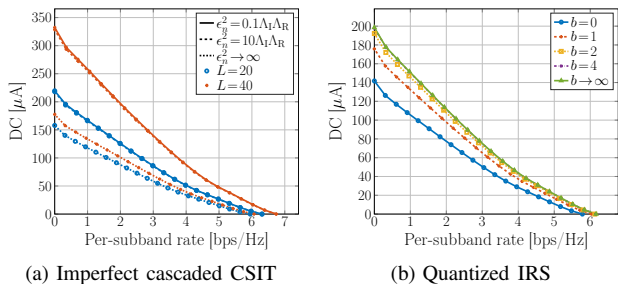 350
300
250
200
150
100
50
0
DC [μA]
ϵ_n^2=0.1Λ_IΛ_R
ϵ_n^2=10Λ_IΛ_R
ϵ_n^2→∞
L=20
L=40
0 1 2 3 4 5 6 7
Per-subband rate [bps/Hz]
(a) Imperfect cascaded CSIT
200
180
160
140
120
100
80
60
40
20
0
DC [μA]
b=0
b=1
b=2
b=4
b→∞
0 1 2 3 4 5 6
Per-subband rate [bps/Hz]
(b) Quantized IRS